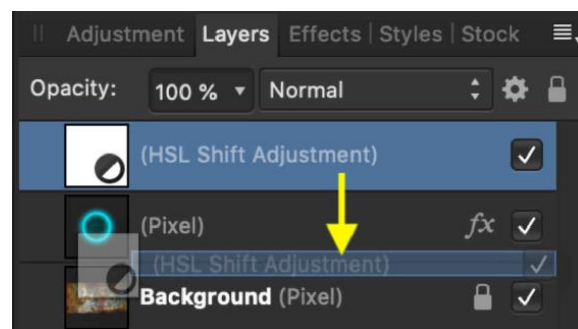 Adjustment Layers Effects | Styles | Stock
Opacity: 100 % Normal
(HSL Shift Adjustment)
(Pixel) fx
(HSL Shift Adjustment)
Background (Pixel)